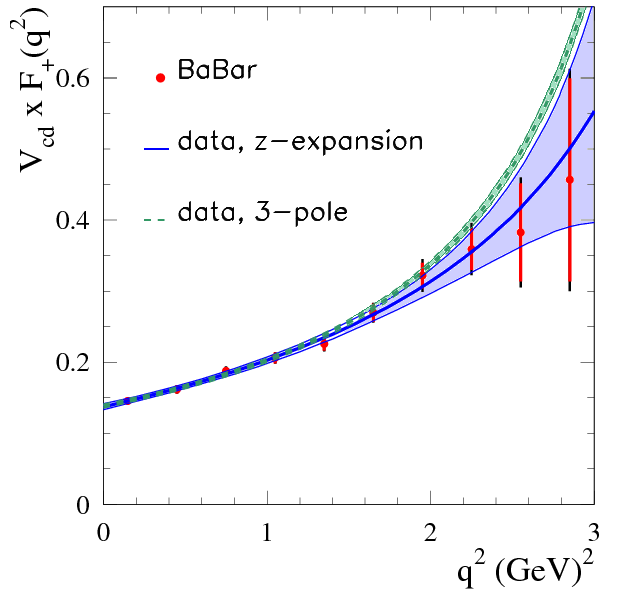 V_cd x F_+(q^2)
0.6
0.4
0.2
0
BaBar
data, z-expansion
data, 3-pole
0 1 2 3
q^2 (GeV)^2